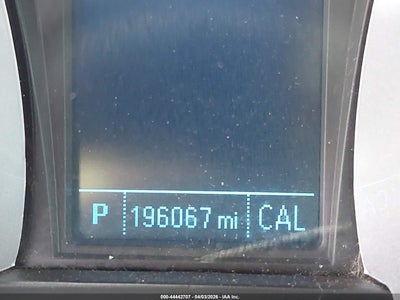 P 196067 mi CAL
000-44442707 - 04/03/2026 - IAA Inc.